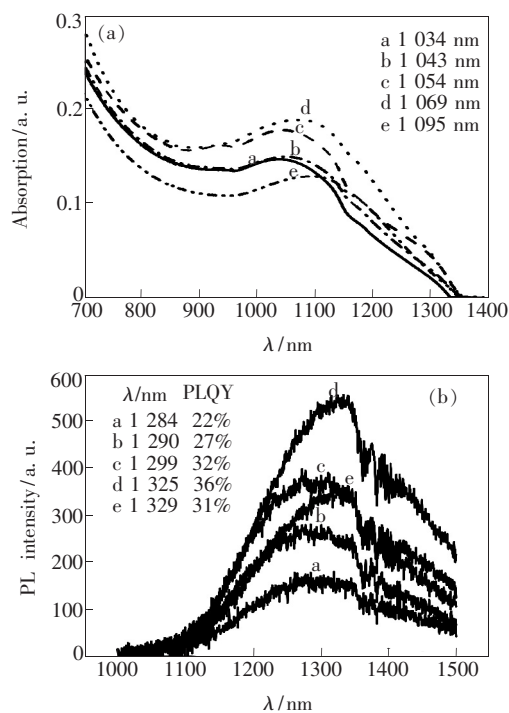 0.3
(a)
a 1 034 nm
b 1 043 nm
c 1 054 nm
d 1 069 nm
e 1 095 nm
0.2
0.1
0
Absorption/a. u.
d
c
b
a
e
700 800 900 1000 1100 1200 1300 1400
λ/nm
600
λ/nm PLQY
(b)
a 1 284 22%
b 1 290 27%
c 1 299 32%
d 1 325 36%
e 1 329 31%
500
400
300
200
100
0
PL intensity/a. u.
d
c
e
b
a
1000 1100 1200 1300 1400 1500
λ/nm